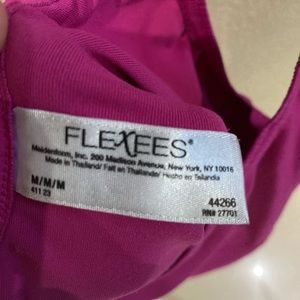 FLEXEES®
Maidenform, Inc. 200 Madison Avenue, New York, NY 10016
Made in Thailand/ Fait en Thailande/ Hecho en Tailandia
M/M/M
44266
411 23
RN# 27701